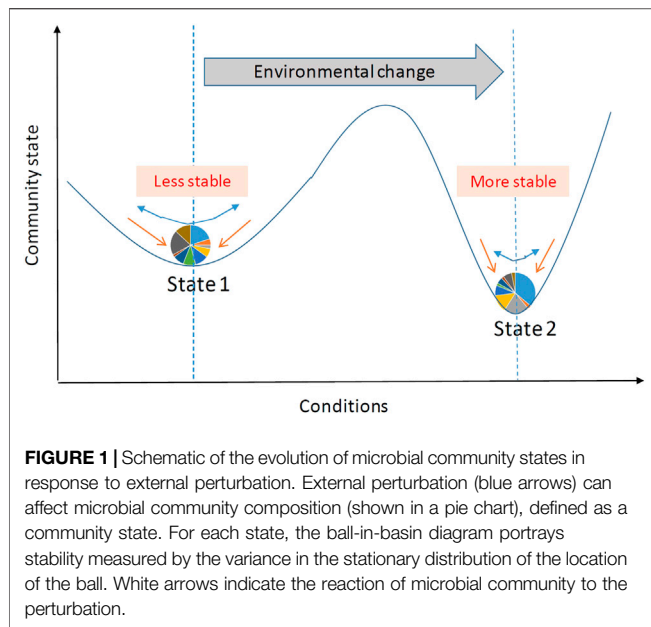 Environmental change
Less stable
More stable
Community state
State 1
State 2
Conditions
FIGURE 1 | Schematic of the evolution of microbial community states in
response to external perturbation. External perturbation (blue arrows) can
affect microbial community composition (shown in a pie chart), defined as a
community state. For each state, the ball-in-basin diagram portrays
stability measured by the variance in the stationary distribution of the location
of the ball. White arrows indicate the reaction of microbial community to the
perturbation.